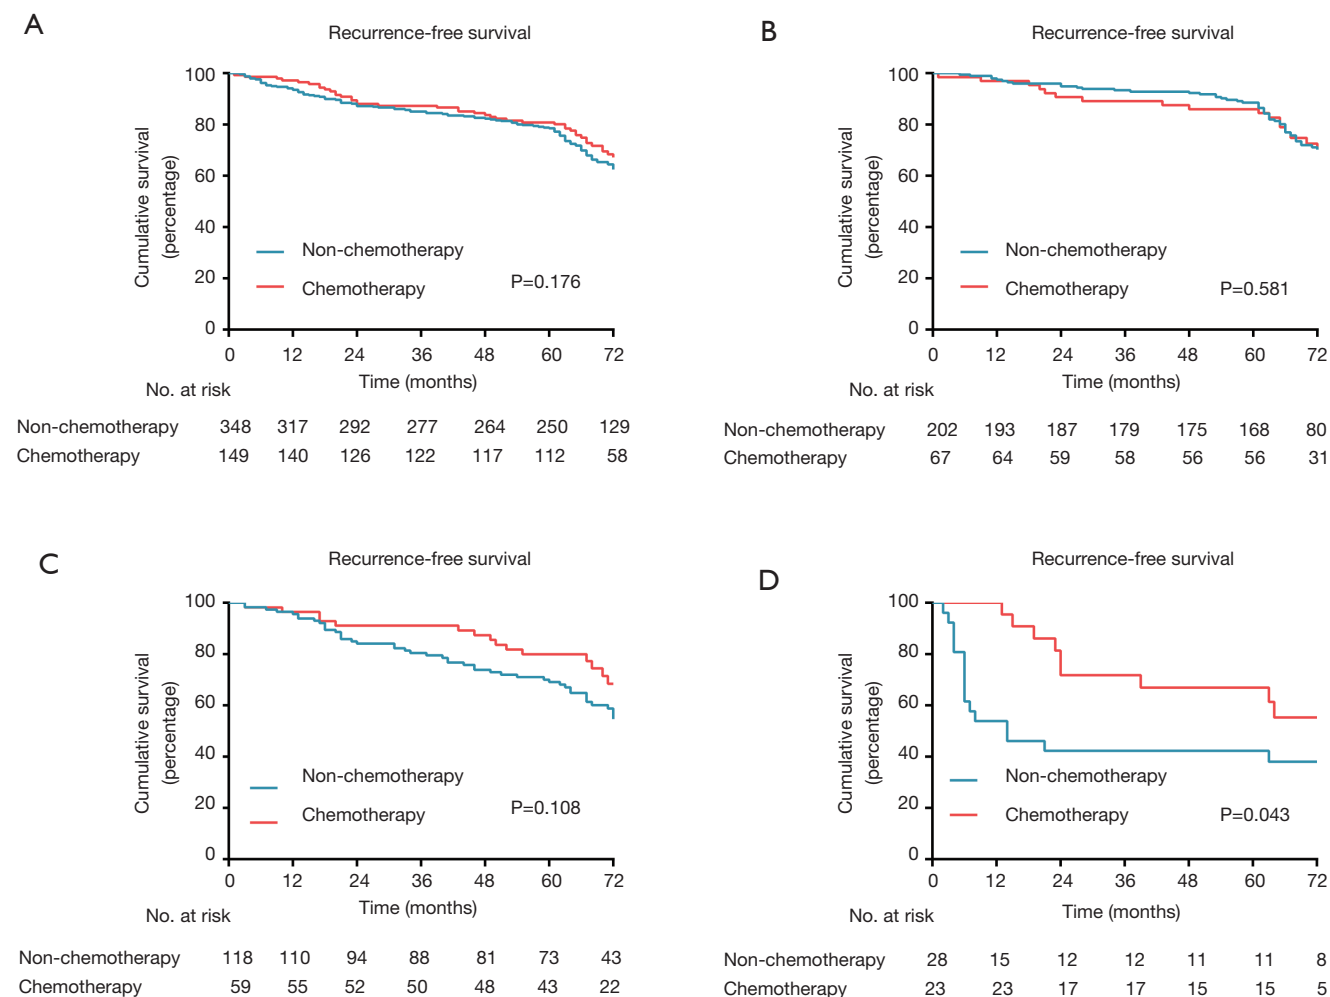 A
Recurrence-free survival
100
80
60
40
20
0
Cumulative survival
(percentage)
Non-chemotherapy
Chemotherapy
P=0.176
0 12 24 36 48 60 72
Time (months)
No. at risk
Non-chemotherapy 348 317 292 277 264 250 129
Chemotherapy 149 140 126 122 117 112 58
B
Recurrence-free survival
100
80
60
40
20
0
Cumulative survival
(percentage)
Non-chemotherapy
Chemotherapy
P=0.581
0 12 24 36 48 60 72
Time (months)
No. at risk
Non-chemotherapy 202 193 187 179 175 168 80
Chemotherapy 67 64 59 58 56 56 31
C
Recurrence-free survival
100
80
60
40
20
0
Cumulative survival
(percentage)
Non-chemotherapy
Chemotherapy
P=0.108
0 12 24 36 48 60 72
Time (months)
No. at risk
Non-chemotherapy 118 110 94 88 81 73 43
Chemotherapy 59 55 52 50 48 43 22
D
Recurrence-free survival
100
80
60
40
20
0
Cumulative survival
(percentage)
Non-chemotherapy
Chemotherapy
P=0.043
0 12 24 36 48 60 72
Time (months)
No. at risk
Non-chemotherapy 28 15 12 12 11 11 8
Chemotherapy 23 23 17 17 15 15 5